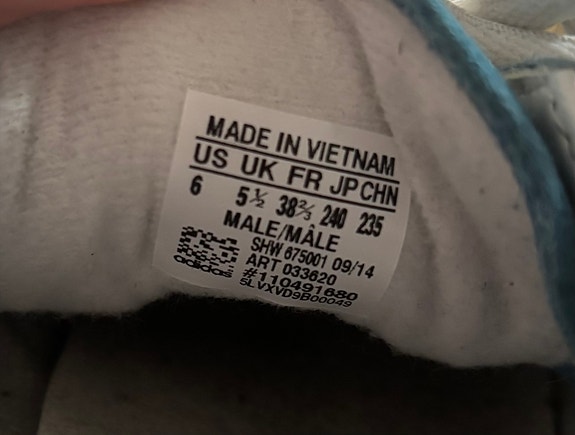 MADE IN VIETNAM
US UK FR JP CHN
6 5½ 38⅔ 240 235
MALE/MÂLE
SHW 675001 09/14
ART 033620
#110491680
SLVXVD9B00049
adidas